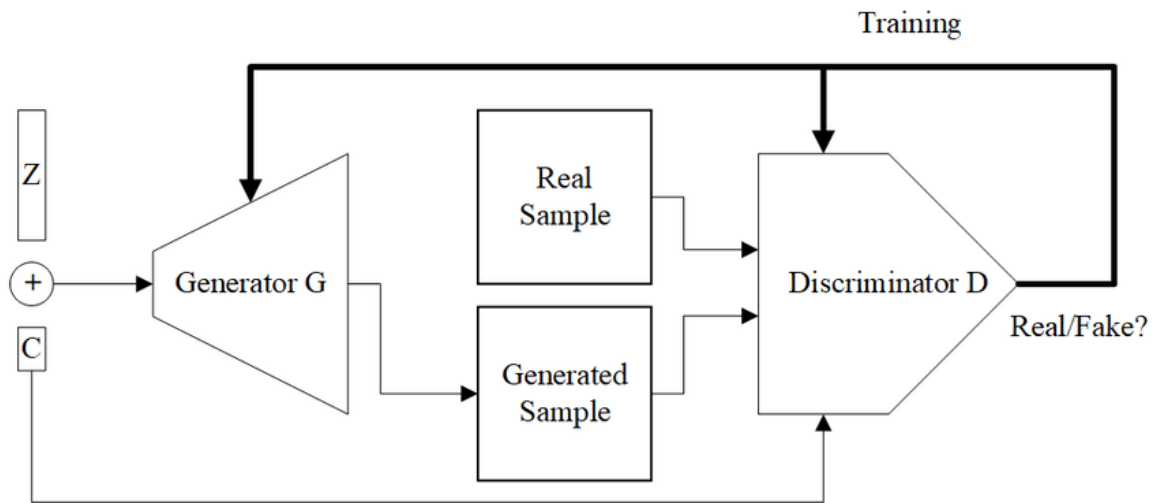 Training
Z
Real
Sample
+
Generator G
Discriminator D
C
Real/Fake?
Generated
Sample